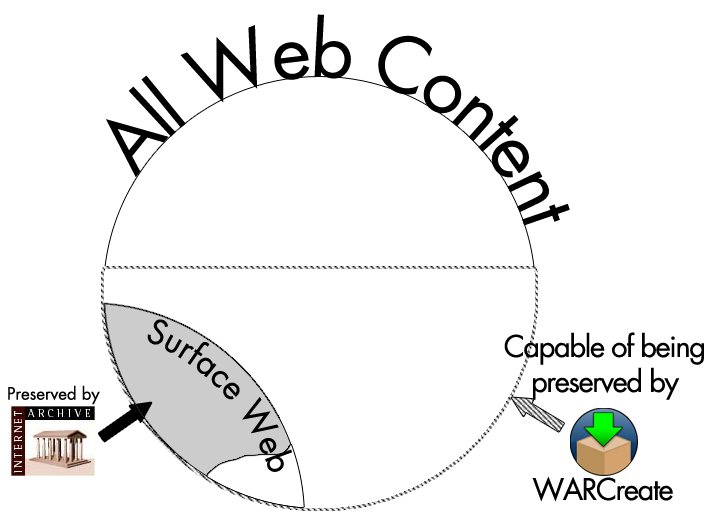 All Web Content
Surface Web
Preserved by
INTERNET
ARCHIVE
Capable of being
preserved by
WARCreate